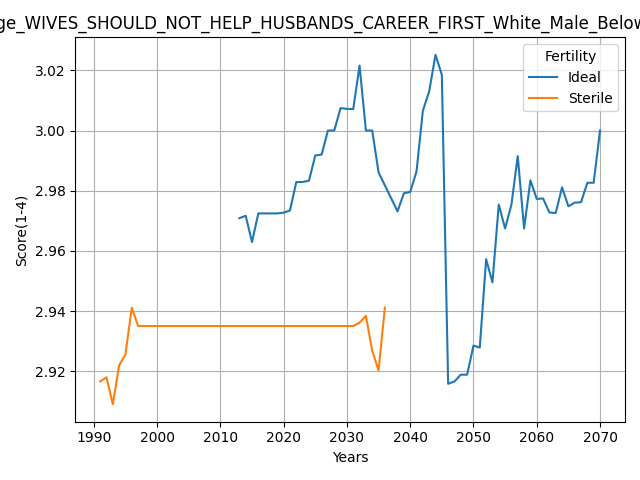 ge_WIVES_SHOULD_NOT_HELP_HUSBANDS_CAREER_FIRST_White_Male_Below
Fertility
Ideal
Sterile
Score(1-4)
3.02
3.00
2.98
2.96
2.94
2.92
1990 2000 2010 2020 2030 2040 2050 2060 2070
Years